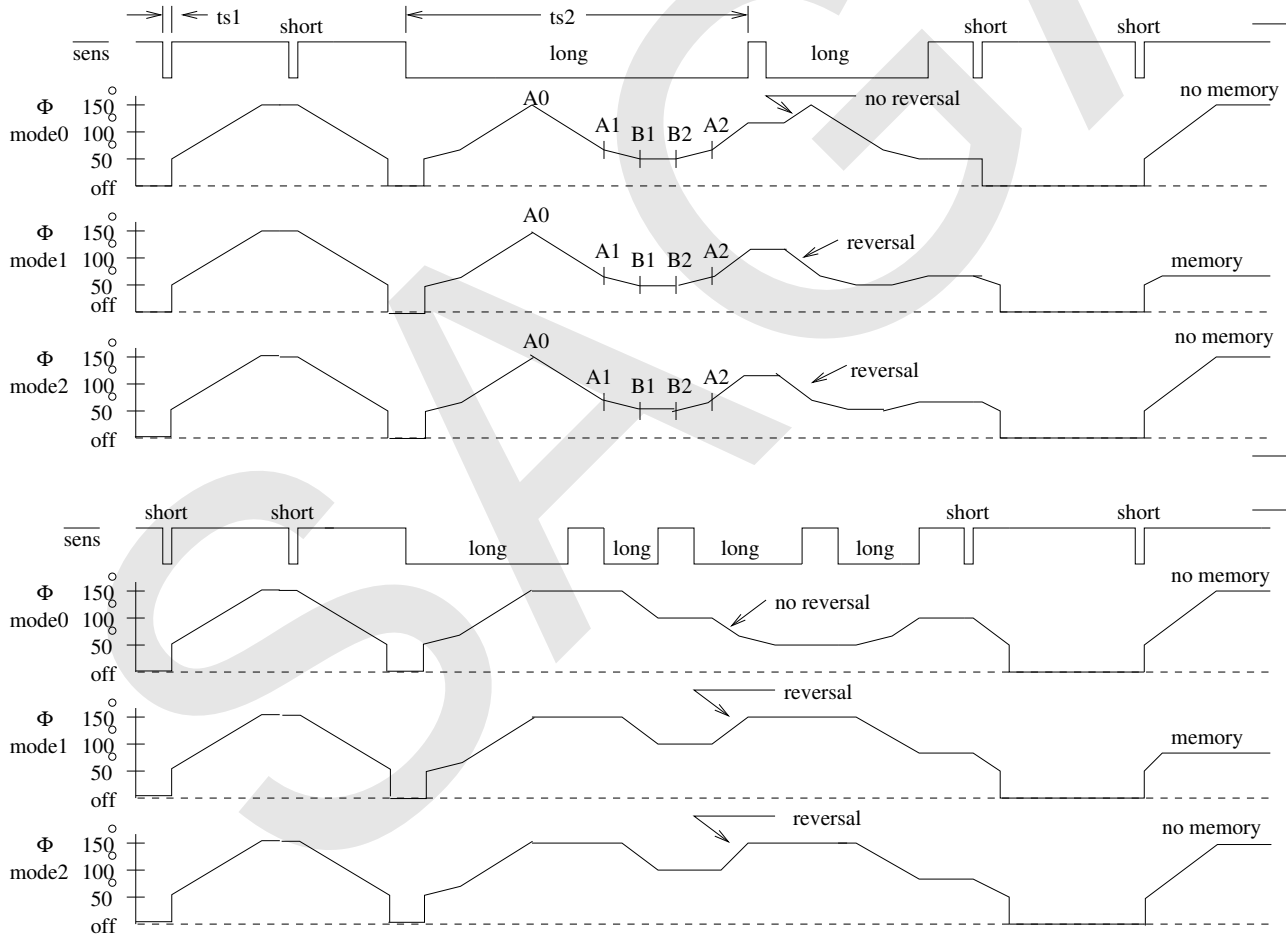 ts1 ts2
short short short
sens long long
Φ 150° A0 no reversal no memory
mode0 100° A1 B1 B2 A2
50°
off
Φ 150° A0 reversal
mode1 100° A1 B1 B2 A2 memory
50°
off
Φ 150° A0 no memory
mode2 100° A1 B1 B2 A2 reversal
50°
off
short short short short
sens long long long long
Φ 150° no memory
mode0 100° no reversal
50°
off
Φ 150° reversal
mode1 100° memory
50°
off
Φ 150° reversal
mode2 100° no memory
50°
off
SAGA